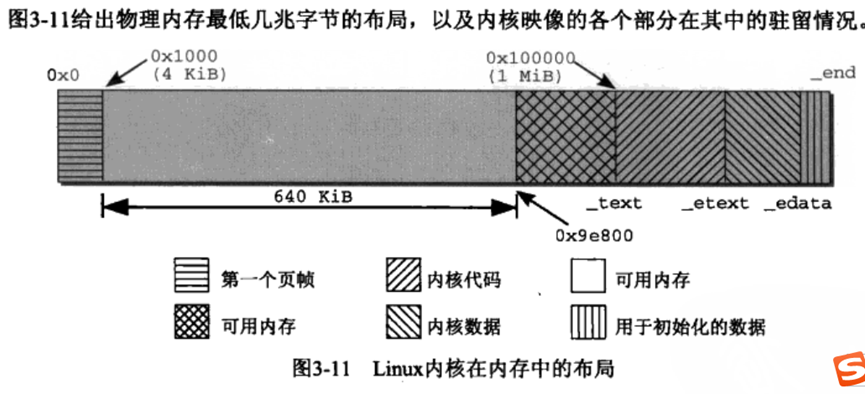 图3-11给出物理内存最低几兆字节的布局，以及内核映像的各个部分在其中的驻留情况。
0x0
0x1000
(4 KiB)
0x100000
(1 MiB)
_end
640 KiB
_text
_etext
_edata
0x9e800
第一个页帧
内核代码
可用内存
可用内存
内核数据
用于初始化的数据
图3-11 Linux内核在内存中的布局
S